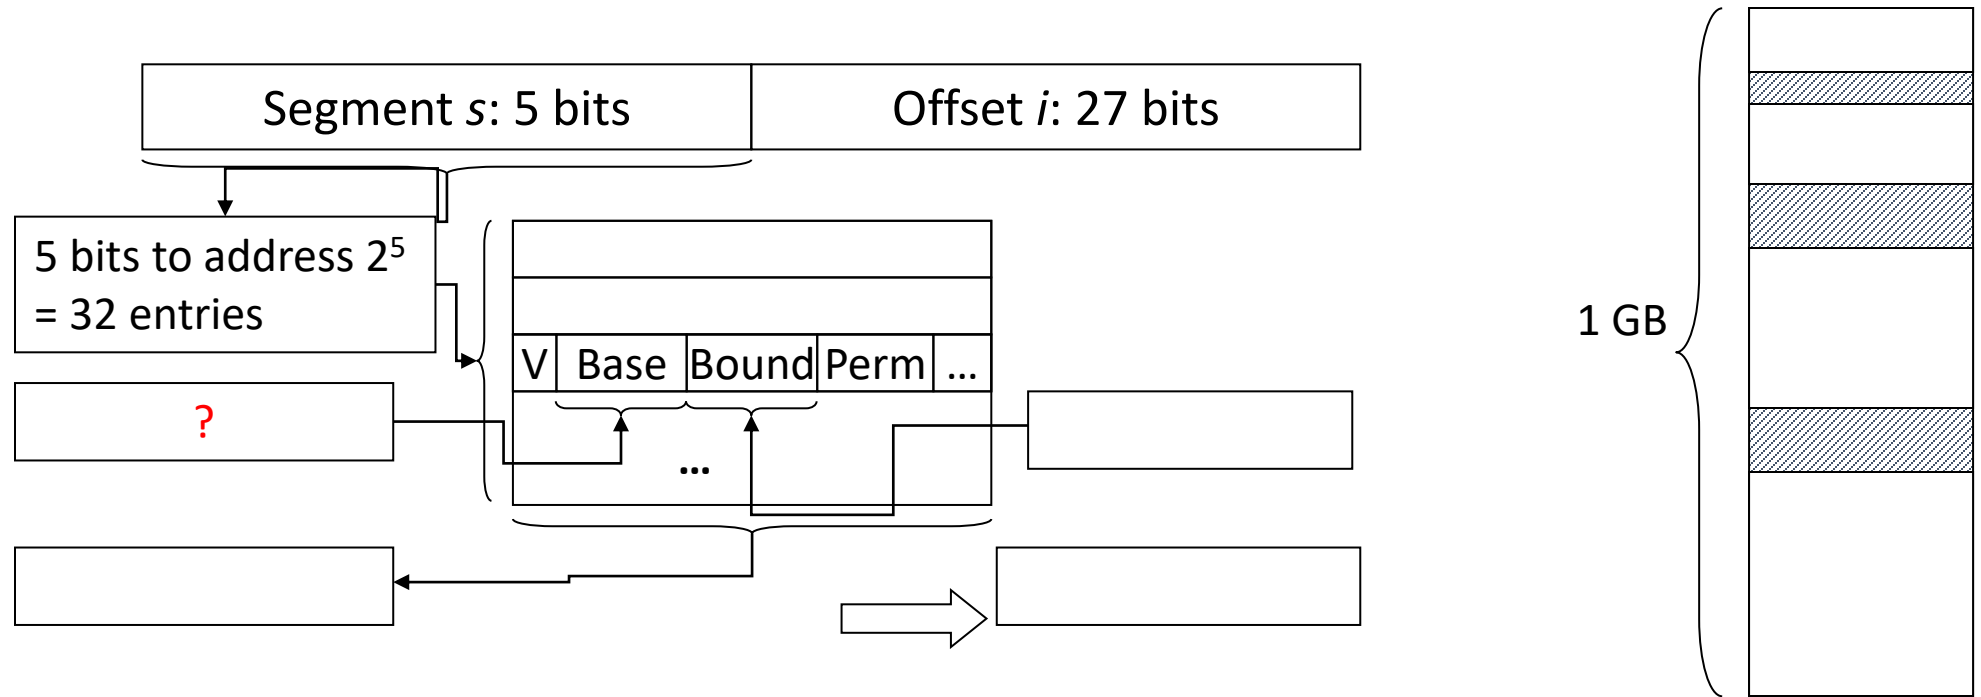 Segment s: 5 bits
Offset i: 27 bits
5 bits to address 2⁵
= 32 entries
V
Base
Bound
Perm
...
?
...
1 GB